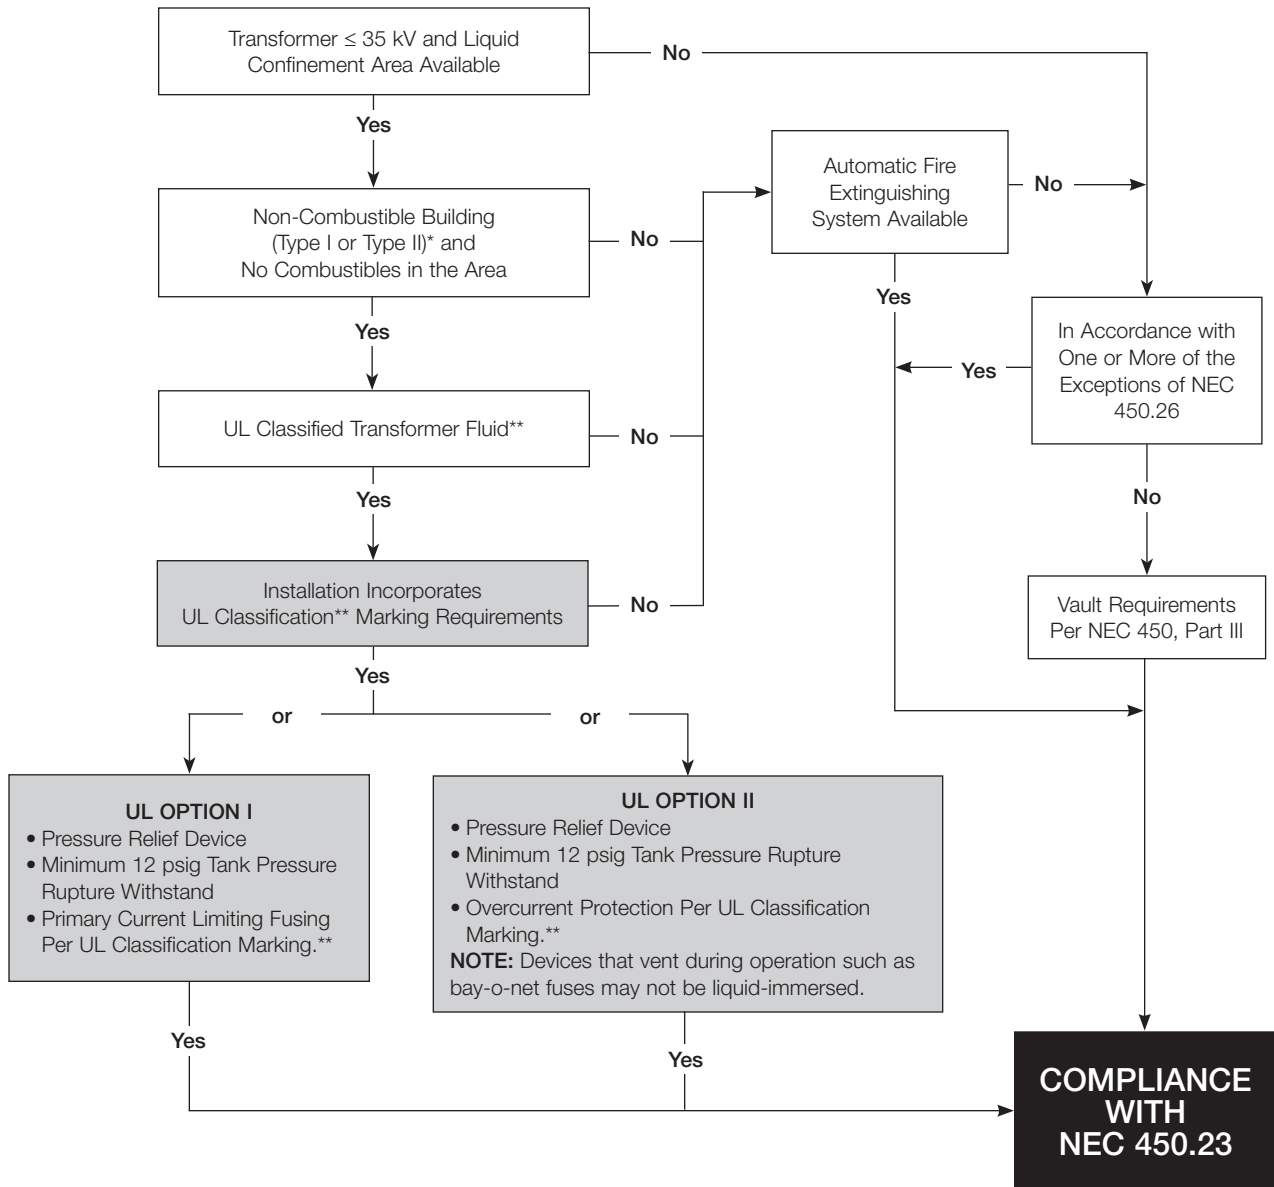 Transformer ≤ 35 kV and Liquid
Confinement Area Available
No
Yes
Automatic Fire
Extinguishing
System Available
No
Non-Combustible Building
(Type I or Type II)* and
No Combustibles in the Area
No
Yes
Yes
In Accordance with
One or More of the
Exceptions of NEC
450.26
Yes
UL Classified Transformer Fluid**
No
Yes
No
Installation Incorporates
UL Classification** Marking Requirements
No
Vault Requirements
Per NEC 450, Part III
Yes
or
or
UL OPTION I
• Pressure Relief Device
• Minimum 12 psig Tank Pressure
Rupture Withstand
• Primary Current Limiting Fusing
Per UL Classification Marking.**
UL OPTION II
• Pressure Relief Device
• Minimum 12 psig Tank Pressure Rupture
Withstand
• Overcurrent Protection Per UL Classification
Marking.**
NOTE: Devices that vent during operation such as
bay-o-net fuses may not be liquid-immersed.
Yes
Yes
COMPLIANCE
WITH
NEC 450.23